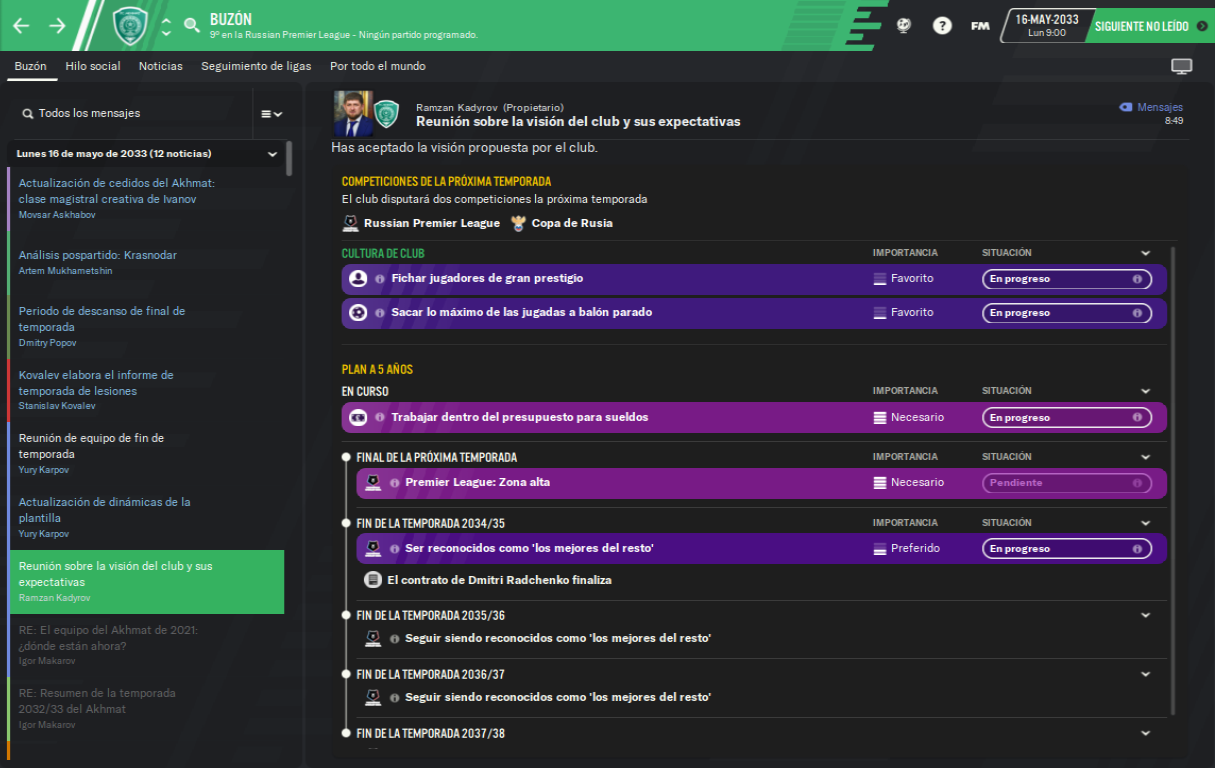 BUZÓN
9º en la Russian Premier League - Ningún partido programado.
?
FM
16-MAY-2033
Lun 9:00
SIGUIENTE NO LEÍDO
Buzón
Hilo social
Noticias
Seguimiento de ligas
Por todo el mundo
Todos los mensajes
Lunes 16 de mayo de 2033 (12 noticias)
Actualización de cedidos del Akhmat:
clase magistral creativa de Ivanov
Movsar Askhabov
Análisis pospartido: Krasnodar
Artem Mukhametshin
Periodo de descanso de final de
temporada
Dmitry Popov
Kovalev elabora el informe de
temporada de lesiones
Stanislav Kovalev
Reunión de equipo de fin de
temporada
Yury Karpov
Actualización de dinámicas de la
plantilla
Yury Karpov
Reunión sobre la visión del club y sus
expectativas
Ramzan Kadyrov
RE: El equipo del Akhmat de 2021:
¿dónde están ahora?
Igor Makarov
RE: Resumen de la temporada
2032/33 del Akhmat
Igor Makarov
Ramzan Kadyrov (Propietario)
Reunión sobre la visión del club y sus expectativas
Mensajes
8:49
Has aceptado la visión propuesta por el club.
COMPETICIONES DE LA PRÓXIMA TEMPORADA
El club disputará dos competiciones la próxima temporada
Russian Premier League
Copa de Rusia
CULTURA DE CLUB
IMPORTANCIA
SITUACIÓN
Fichar jugadores de gran prestigio
Favorito
En progreso
Sacar lo máximo de las jugadas a balón parado
Favorito
En progreso
PLAN A 5 AÑOS
EN CURSO
IMPORTANCIA
SITUACIÓN
Trabajar dentro del presupuesto para sueldos
Necesario
En progreso
FINAL DE LA PRÓXIMA TEMPORADA
IMPORTANCIA
SITUACIÓN
Premier League: Zona alta
Necesario
Pendiente
FIN DE LA TEMPORADA 2034/35
IMPORTANCIA
SITUACIÓN
Ser reconocidos como 'los mejores del resto'
Preferido
En progreso
El contrato de Dmitri Radchenko finaliza
FIN DE LA TEMPORADA 2035/36
Seguir siendo reconocidos como 'los mejores del resto'
FIN DE LA TEMPORADA 2036/37
Seguir siendo reconocidos como 'los mejores del resto'
FIN DE LA TEMPORADA 2037/38